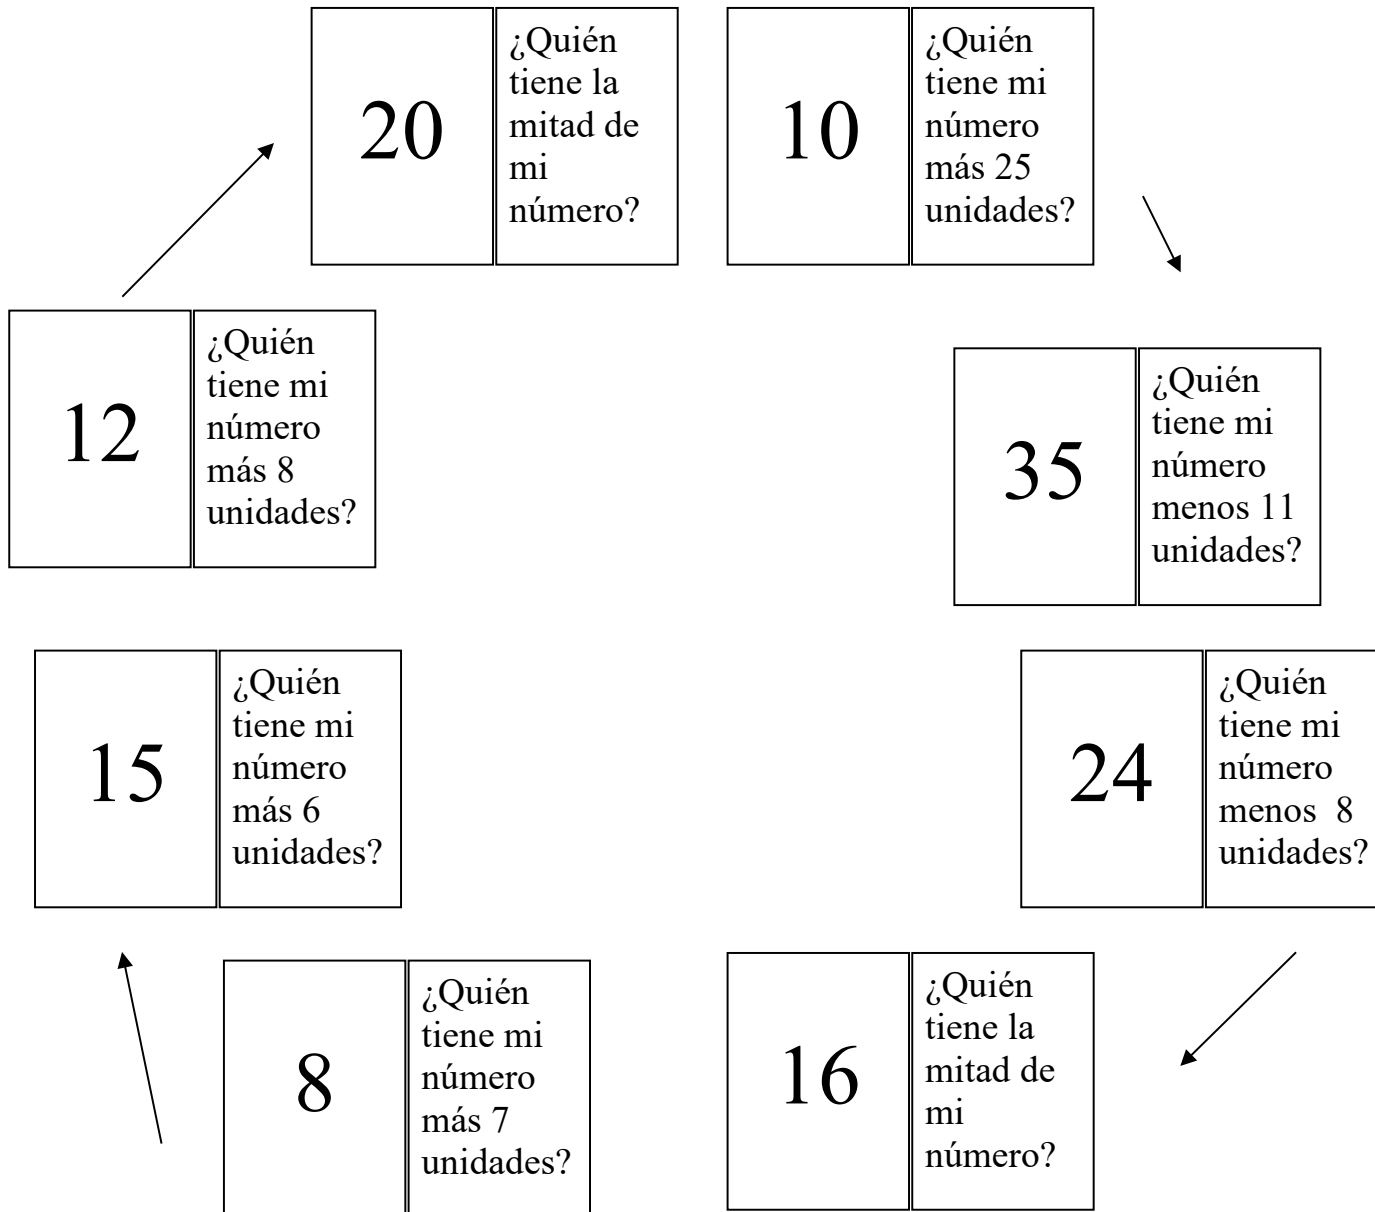 20
¿Quién
tiene la
mitad de
mi
número?
10
¿Quién
tiene mi
número
más 25
unidades?
12
¿Quién
tiene mi
número
más 8
unidades?
35
¿Quién
tiene mi
número
menos 11
unidades?
15
¿Quién
tiene mi
número
más 6
unidades?
24
¿Quién
tiene mi
número
menos  8
unidades?
8
¿Quién
tiene mi
número
más 7
unidades?
16
¿Quién
tiene la
mitad de
mi
número?